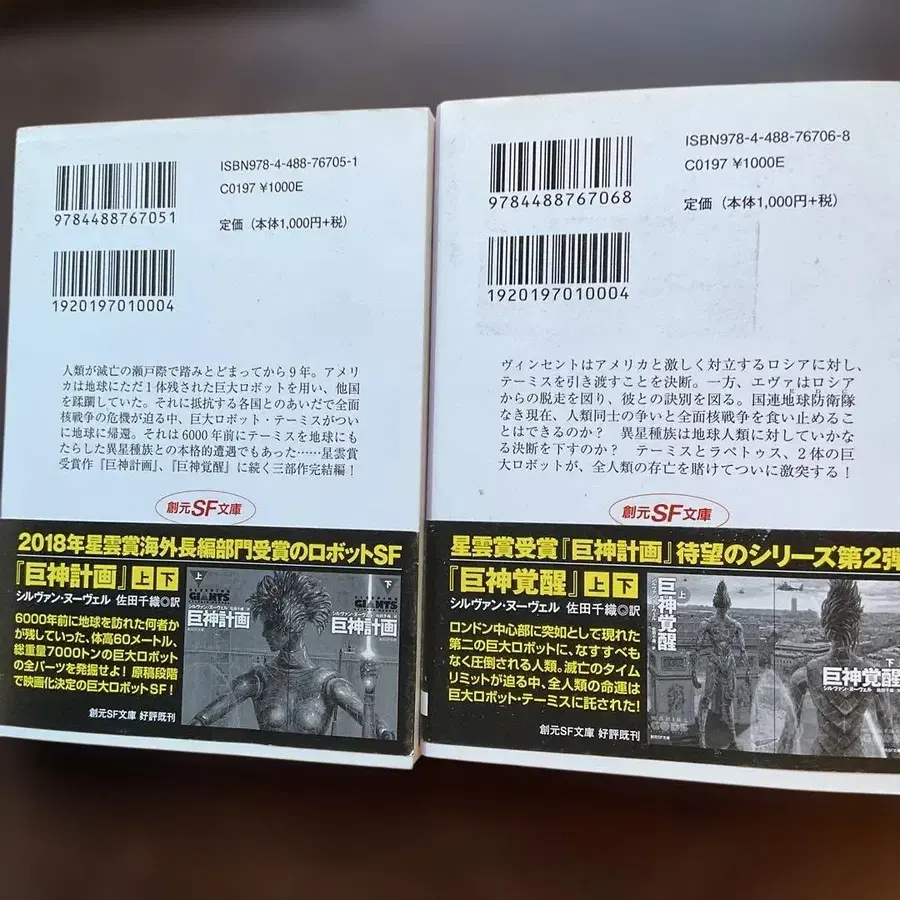 ISBN978-4-488-76705-1
C0197 ¥1000E
9784488767051
定価(本体1,000円+税)
1920197010004
人類が滅亡の瀬戸際で踏みとどまってから9年。アメリ
カは地球にただ1体残された巨大ロボットを用い、他国
を蹂躙していた。それに抵抗する各国とのあいだで全面
核戦争の危機が迫る中、巨大ロボット・テーミスがつい
に地球に帰還。それは6000年前にテーミスを地球にも
たらした異星種族との本格的遭遇でもあった……星雲賞
受賞作『巨神計画』、『巨神覚醒』に続く三部作完結編!
創元SF文庫
2018年星雲賞海外長編部門受賞のロボットSF
『巨神計画』上下
シルヴァン・ヌーヴェル 佐田千織◎訳
6000年前に地球を訪れた何者か
が残していった、体高60メートル、
総重量7000トンの巨大ロボット
の全パーツを発掘せよ! 原稿段階
で映画化決定の巨大ロボットSF!
上
GIANTS
巨神計画
下
GIANTS
シルヴァン・ヌーヴェル
巨神計画
創元SF文庫 好評既刊
ISBN978-4-488-76706-8
C0197 ¥1000E
9784488767068
定価(本体1,000円+税)
1920197010004
ヴィンセントはアメリカと激しく対立するロシアに対し、
テーミスを引き渡すことを決断。一方、エヴァはロシア
からの脱走を図り、彼との訣別を図る。国連地球防衛隊
なき現在、人類同士の争いと全面核戦争を食い止めるこ
とはできるのか? 異星種族は地球人類に対していかな
る決断を下すのか? テーミスとラペトゥス、2体の巨
大ロボットが、全人類の存亡を賭けてついに激突する!
創元SF文庫
星雲賞受賞『巨神計画』待望のシリーズ第2弾
『巨神覚醒』上下
シルヴァン・ヌーヴェル 佐田千織◎訳
ロンドン中心部に突如として現れた
第二の巨大ロボットに、なすすべも
なく圧倒される人類。滅亡のタイム
リミットが迫る中、全人類の命運は
巨大ロボット・テーミスに託された!
上
巨神覚醒
下
巨神覚醒
シルヴァン・ヌーヴェル
創元SF文庫 好評既刊